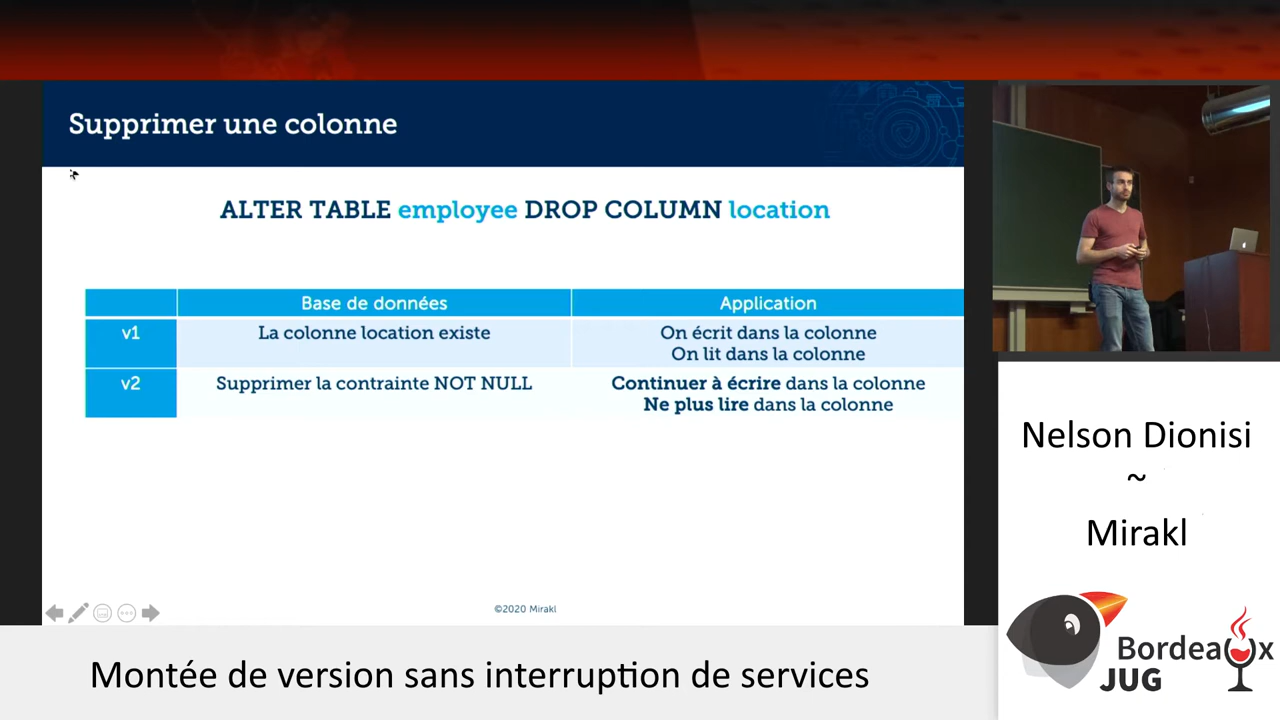 Supprimer une colonne
ALTER TABLE employee DROP COLUMN location
Base de données
Application
v1
La colonne location existe
On écrit dans la colonne
On lit dans la colonne
v2
Supprimer la contrainte NOT NULL
Continuer à écrire dans la colonne
Ne plus lire dans la colonne
©2020 Mirakl
Nelson Dionisi
~
Mirakl
Bordeaux
JUG
Montée de version sans interruption de services